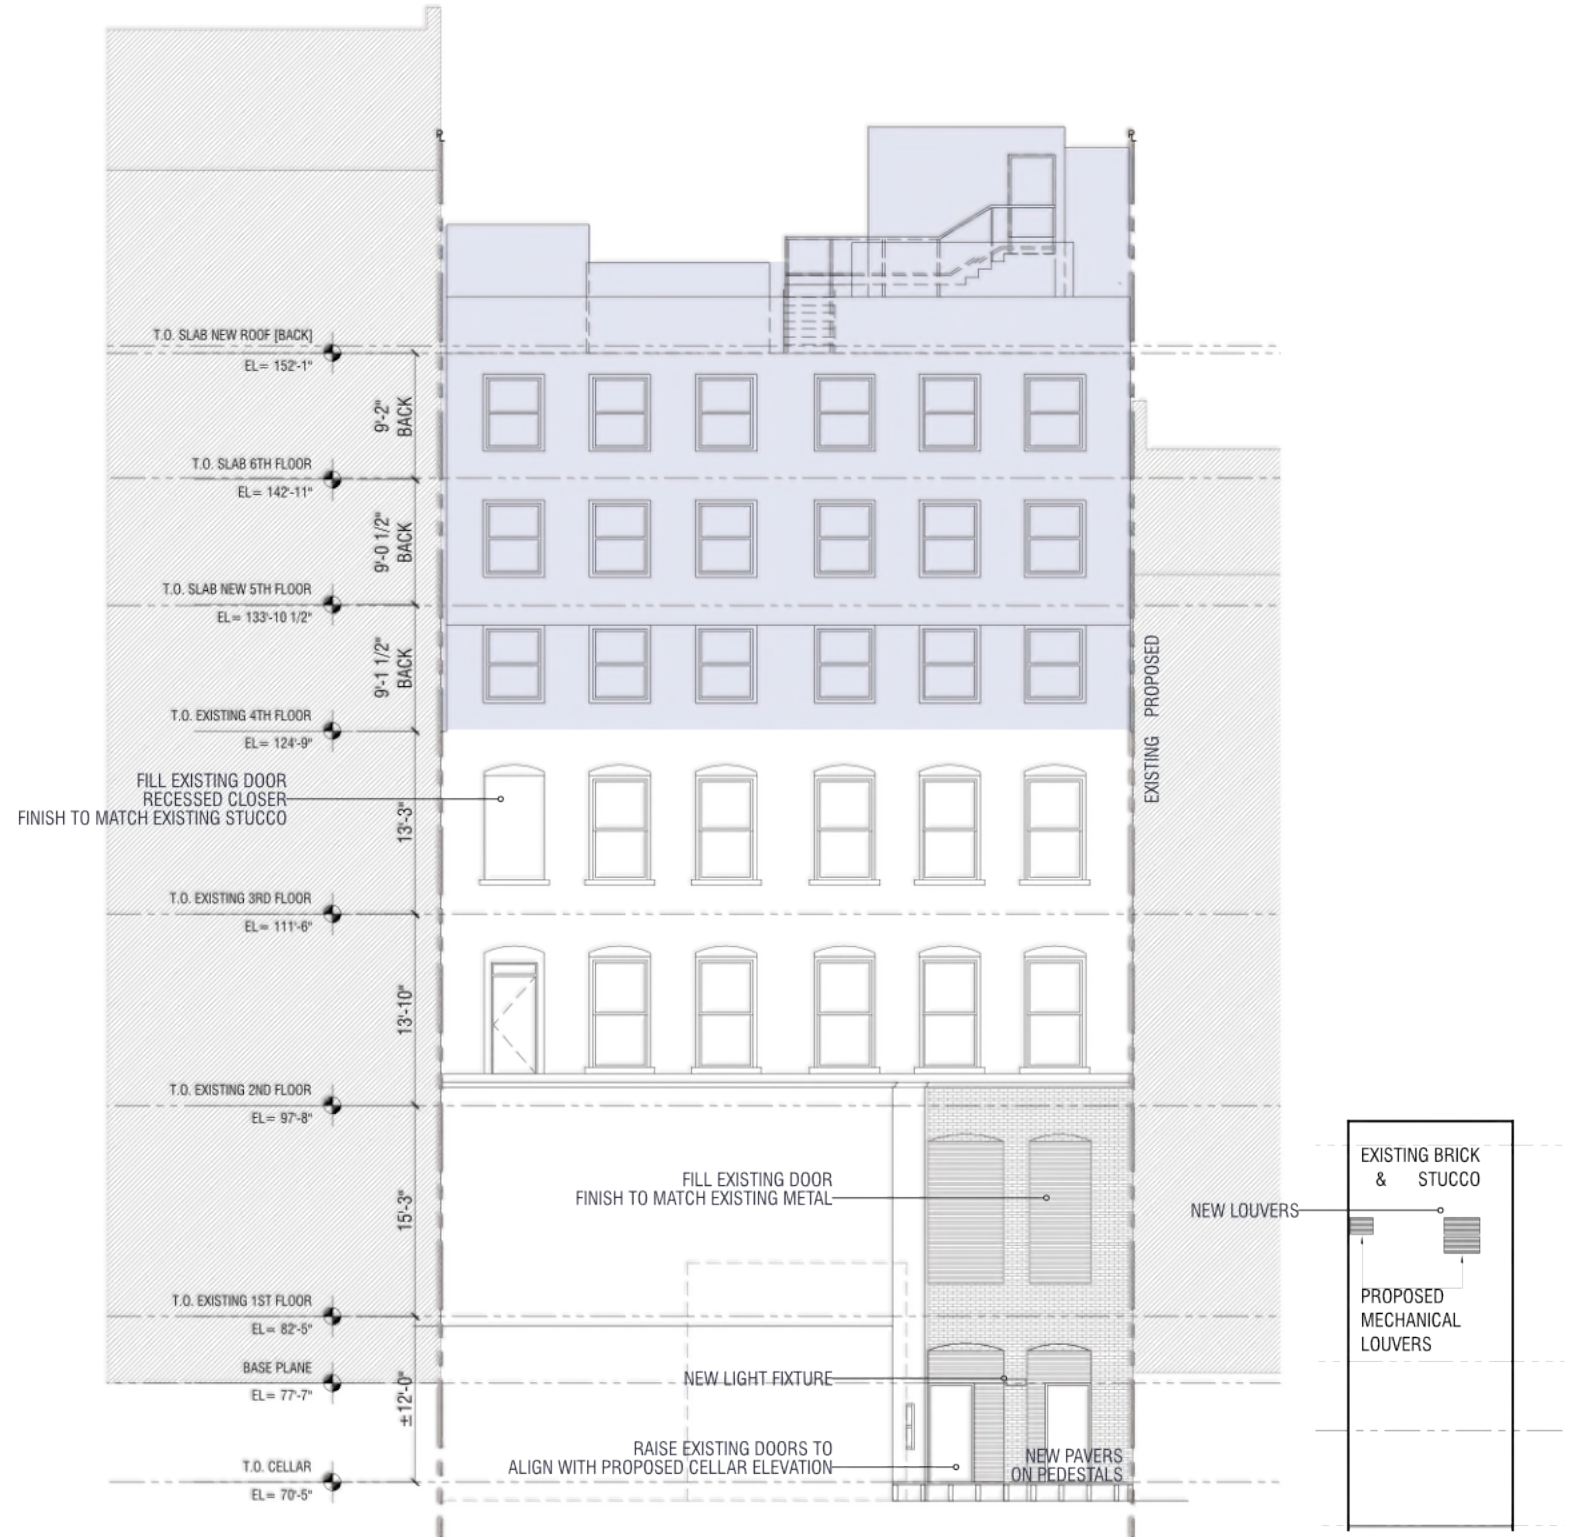 T.O. SLAB NEW ROOF [BACK]
EL= 152'-1"
9'-2"
BACK
T.O. SLAB 6TH FLOOR
EL= 142'-11"
9'-0 1/2"
BACK
T.O. SLAB NEW 5TH FLOOR
EL= 133'-10 1/2"
9'-1 1/2"
BACK
T.O. EXISTING 4TH FLOOR
EL= 124'-9"
EXISTING PROPOSED
FILL EXISTING DOOR
RECESSED CLOSER
FINISH TO MATCH EXISTING STUCCO
13'-3"
T.O. EXISTING 3RD FLOOR
EL= 111'-6"
13'-10"
T.O. EXISTING 2ND FLOOR
EL= 97'-8"
FILL EXISTING DOOR
FINISH TO MATCH EXISTING METAL
15'-3"
T.O. EXISTING 1ST FLOOR
EL= 82'-5"
BASE PLANE
EL= 77'-7"
±12'-0"
NEW LIGHT FIXTURE
RAISE EXISTING DOORS TO
ALIGN WITH PROPOSED CELLAR ELEVATION
NEW PAVERS
ON PEDESTALS
T.O. CELLAR
EL= 70'-5"
EXISTING BRICK
& STUCCO
NEW LOUVERS
PROPOSED
MECHANICAL
LOUVERS